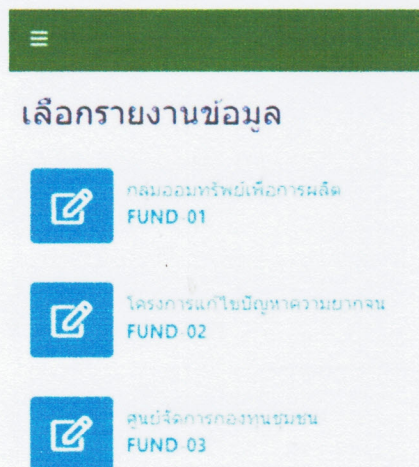 เลือกรายงานข้อมูล
กลุ่มออมทรัพย์เพื่อการผลิต
FUND-01
โครงการแก้ไขปัญหาความยากจน
FUND-02
ศูนย์จัดการกองทุนชุมชน
FUND-03